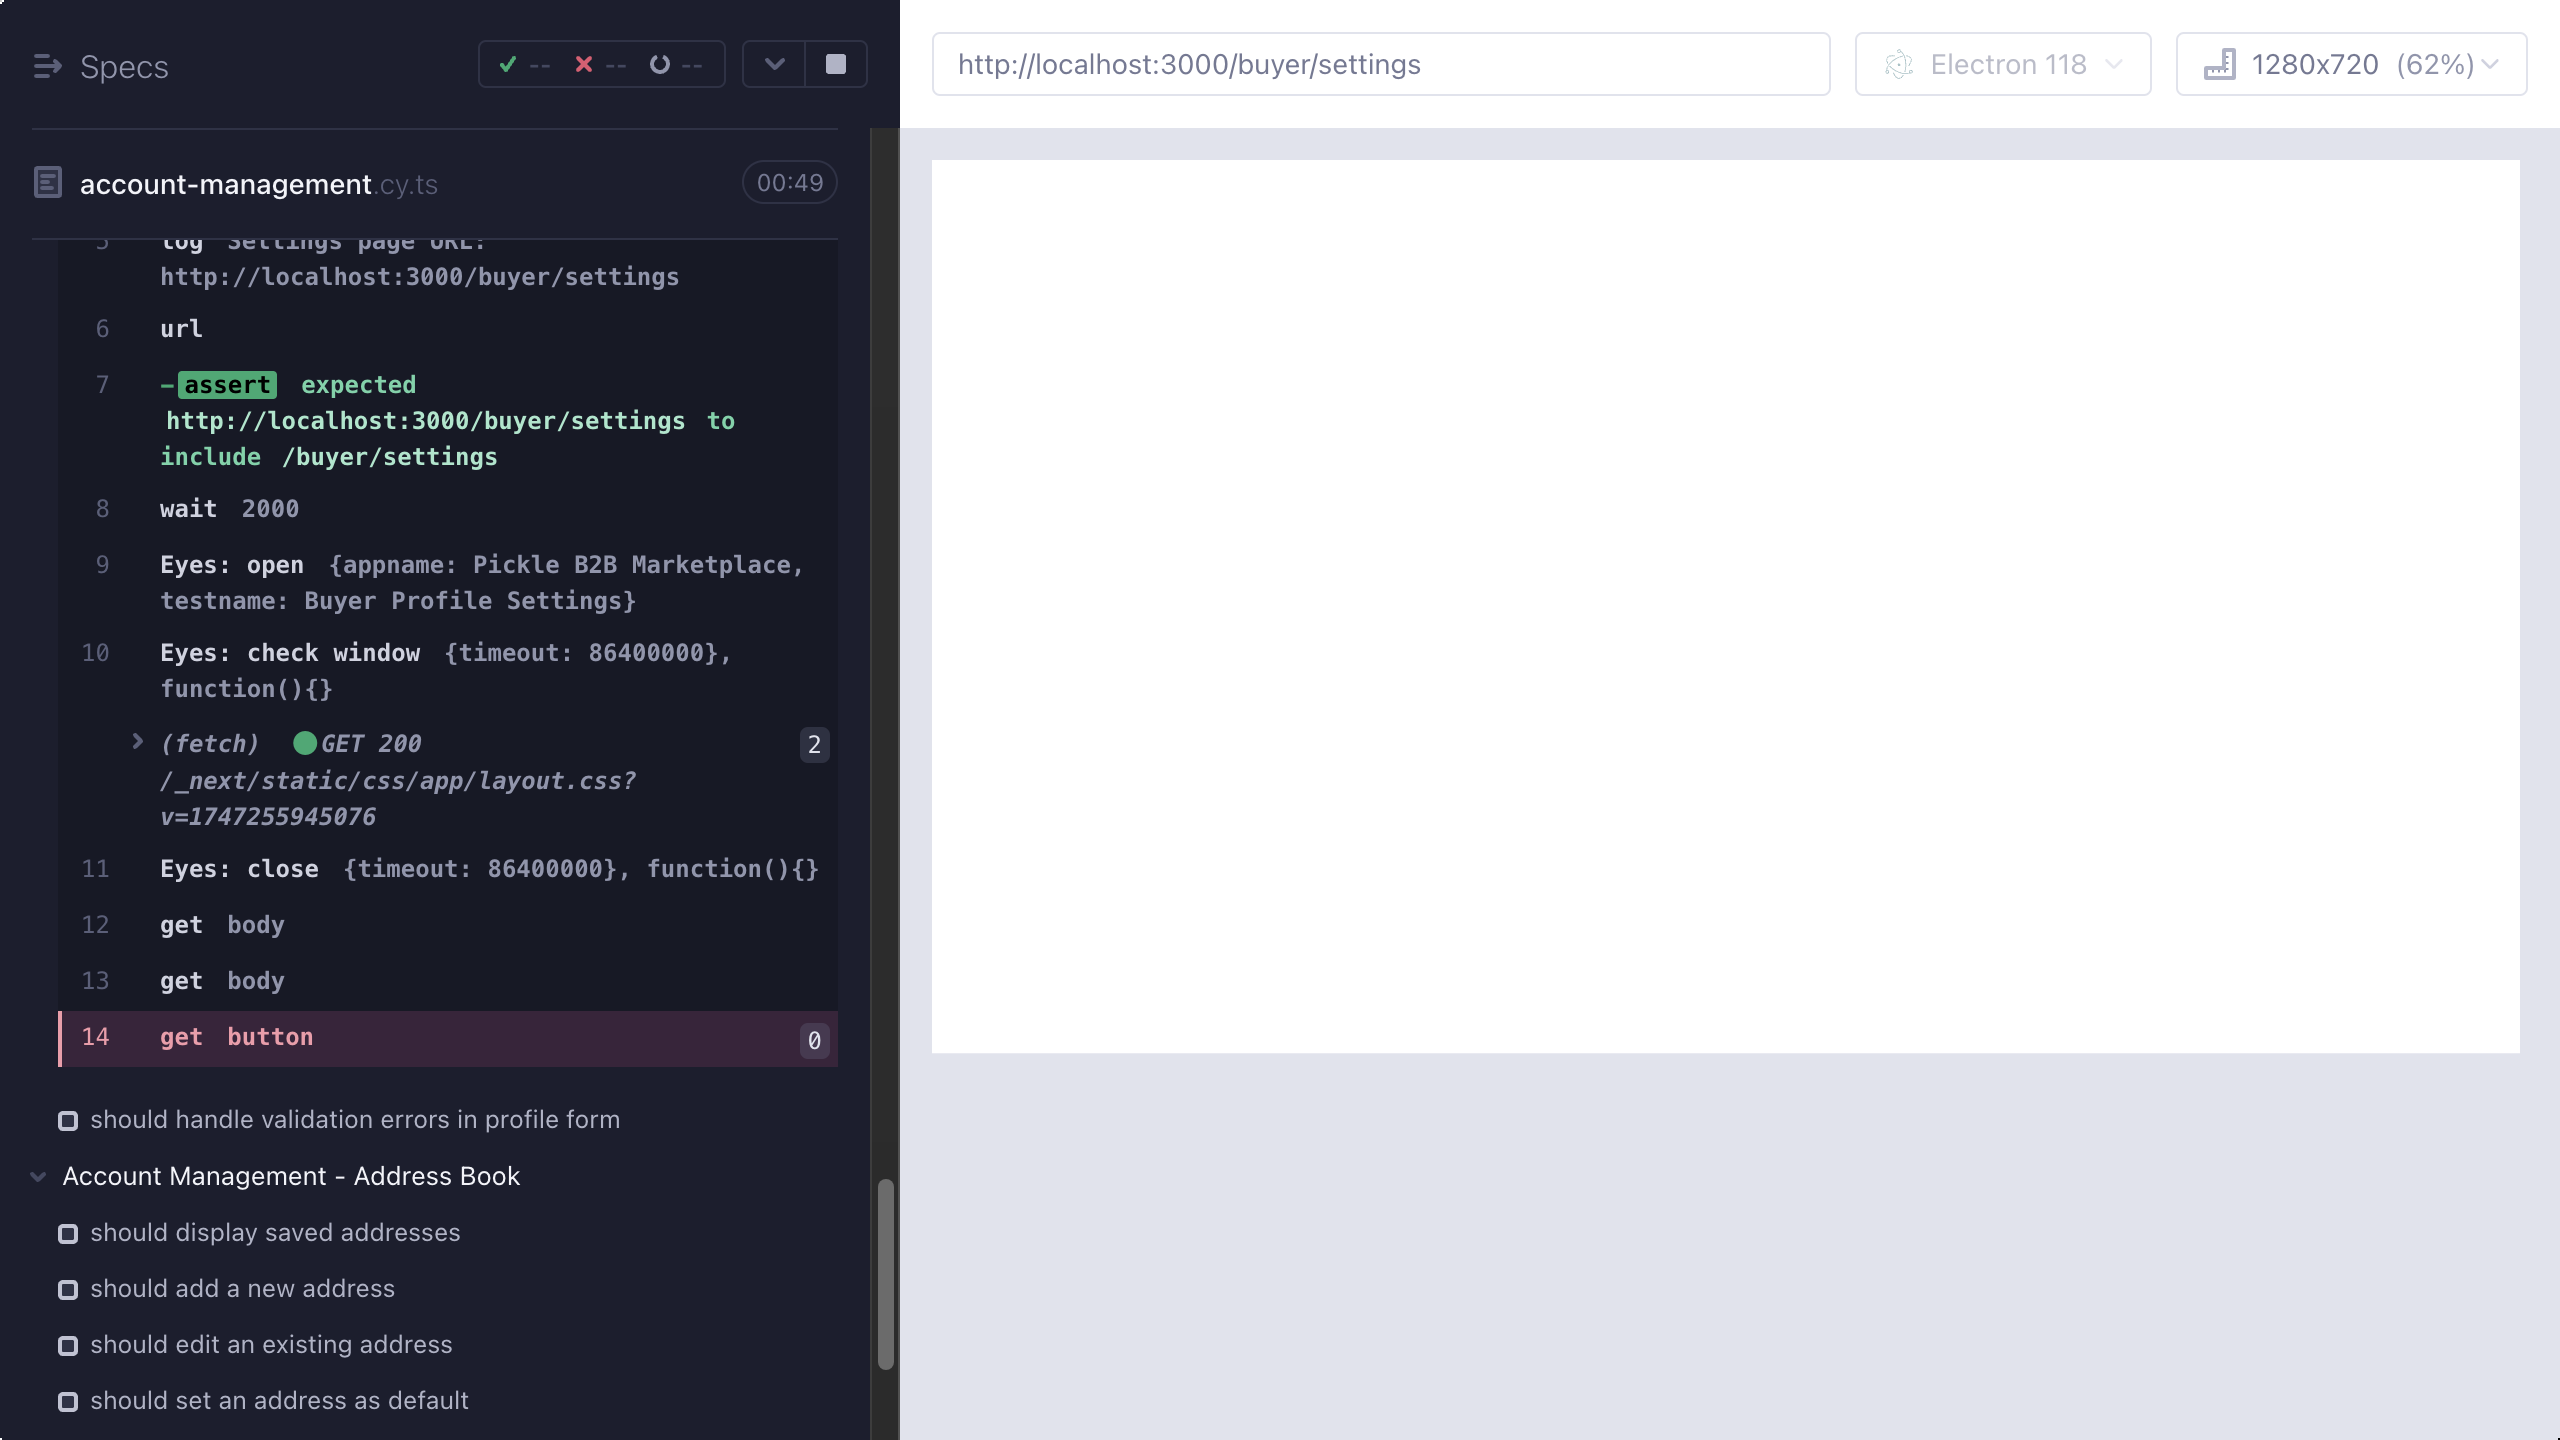 Specs
-- -- --
account-management.cy.ts
00:49
5 log Settings page URL:
http://localhost:3000/buyer/settings
6 url
7 -assert expected
http://localhost:3000/buyer/settings to
include /buyer/settings
8 wait 2000
9 Eyes: open {appname: Pickle B2B Marketplace,
testname: Buyer Profile Settings}
10 Eyes: check window {timeout: 86400000},
function(){}
(fetch) GET 200 2
/_next/static/css/app/layout.css?
v=1747255945076
11 Eyes: close {timeout: 86400000}, function(){}
12 get body
13 get body
14 get button 0
should handle validation errors in profile form
Account Management - Address Book
should display saved addresses
should add a new address
should edit an existing address
should set an address as default
http://localhost:3000/buyer/settings
Electron 118
1280x720 (62%)